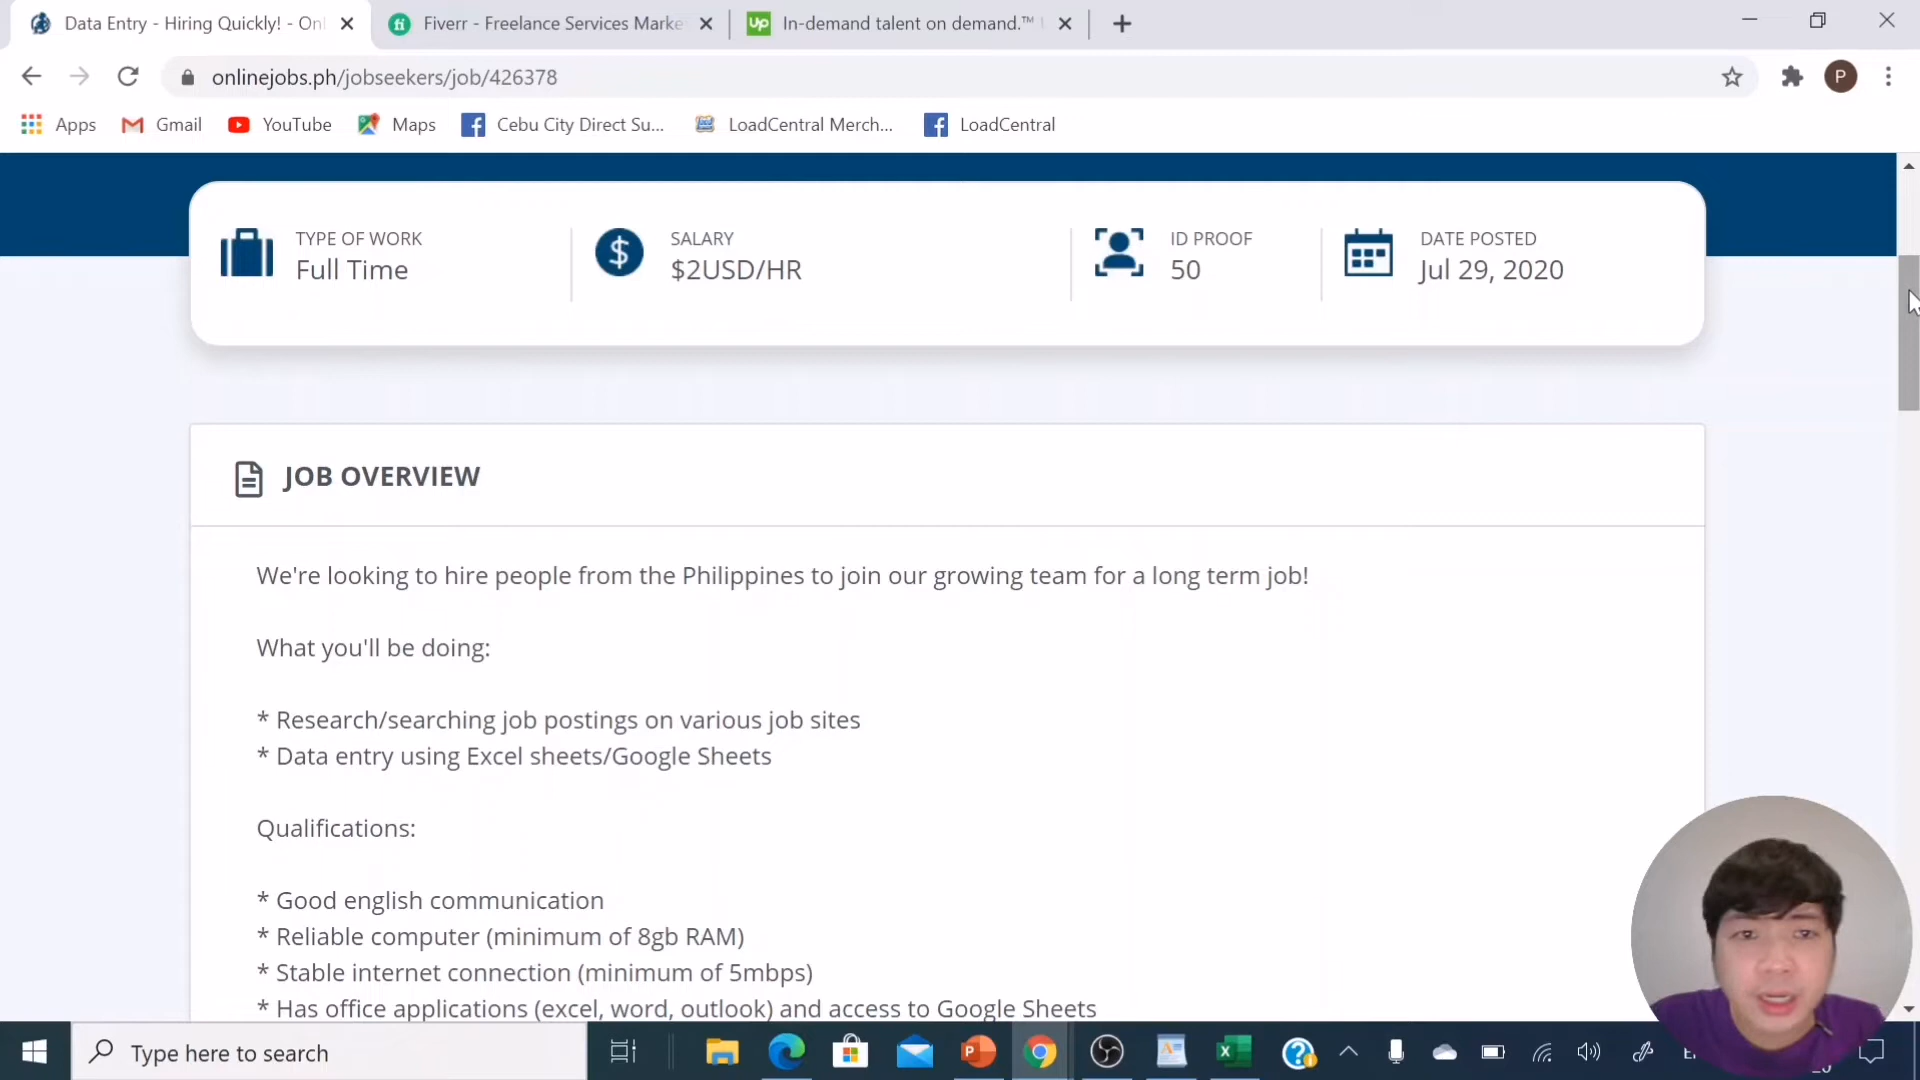 Data Entry - Hiring Quickly! - Onl
Fiverr - Freelance Services Marke
In-demand talent on demand.™
onlinejobs.ph/jobseekers/job/426378
P
Apps
Gmail
YouTube
Maps
Cebu City Direct Su...
LoadCentral Merch...
LoadCentral
TYPE OF WORK
Full Time
SALARY
$2USD/HR
ID PROOF
50
DATE POSTED
Jul 29, 2020
JOB OVERVIEW
We're looking to hire people from the Philippines to join our growing team for a long term job!
What you'll be doing:
* Research/searching job postings on various job sites
* Data entry using Excel sheets/Google Sheets
Qualifications:
* Good english communication
* Reliable computer (minimum of 8gb RAM)
* Stable internet connection (minimum of 5mbps)
* Has office applications (excel, word, outlook) and access to Google Sheets
Type here to search